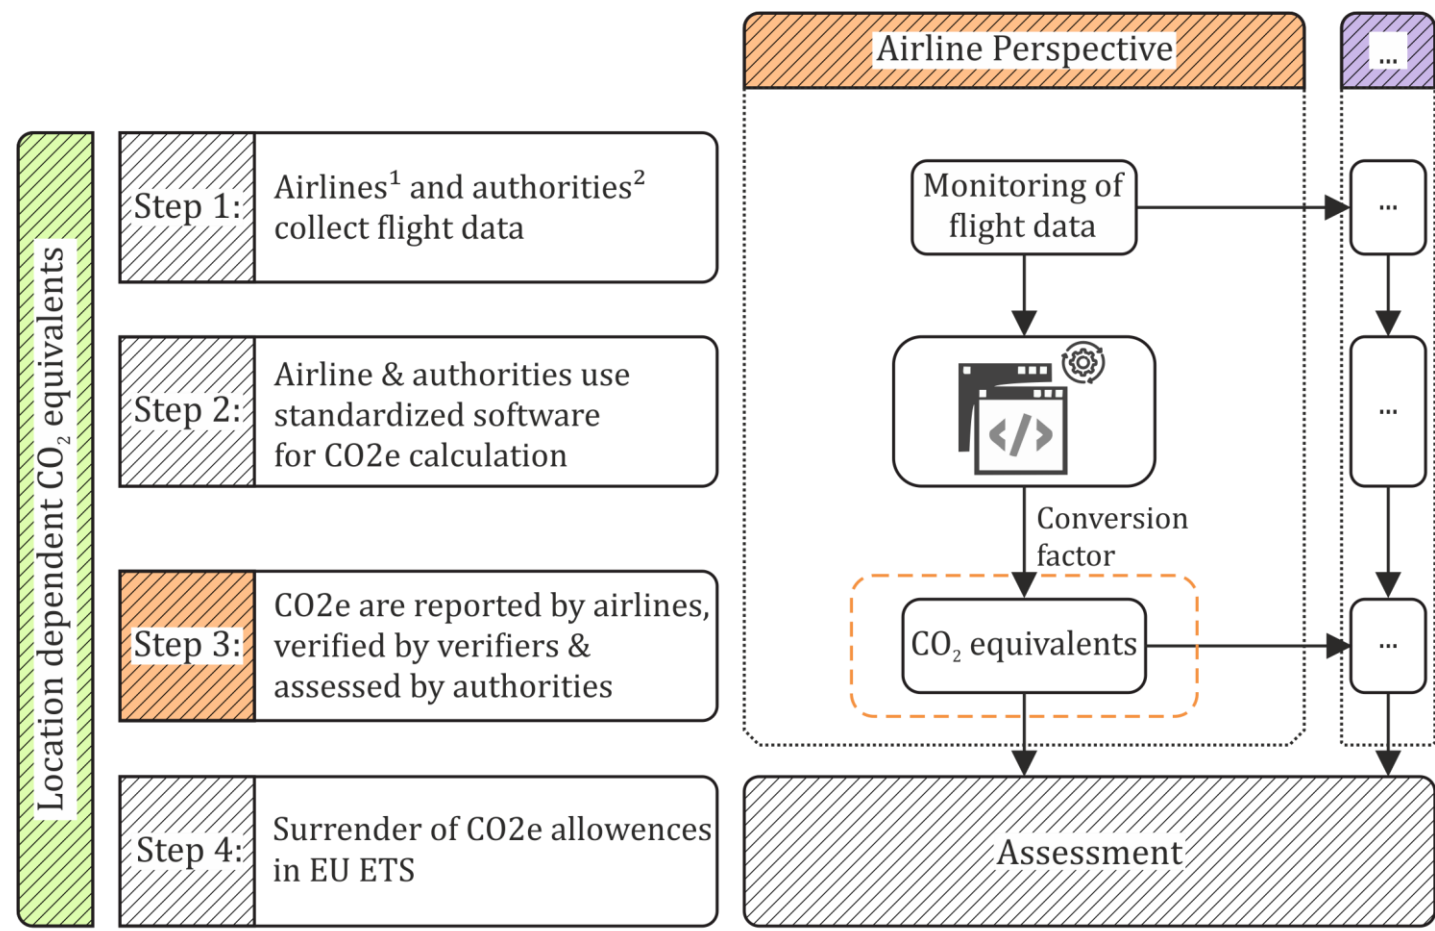 Airline Perspective
...
Location dependent CO₂ equivalents
Step 1:
Airlines¹ and authorities²
collect flight data
Monitoring of
flight data
...
Step 2:
Airline & authorities use
standardized software
for CO2e calculation
</>
...
Conversion
factor
Step 3:
CO2e are reported by airlines,
verified by verifiers &
assessed by authorities
CO₂ equivalents
...
Step 4:
Surrender of CO2e allowences
in EU ETS
Assessment